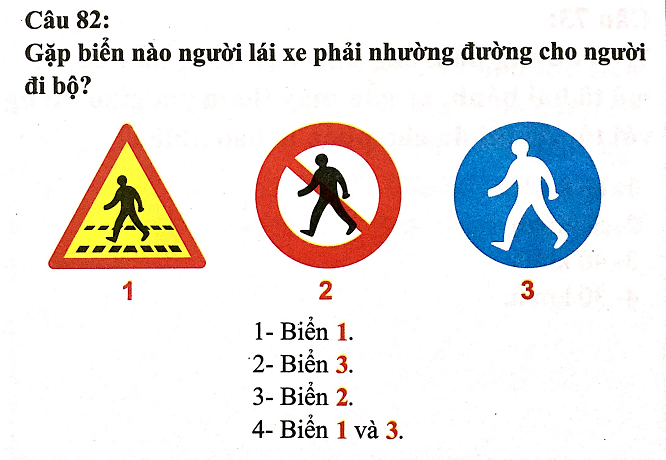 Câu 82:
Gặp biển nào người lái xe phải nhường đường cho người
đi bộ?
1 2 3
1- Biển 1.
2- Biển 3.
3- Biển 2.
4- Biển 1 và 3.